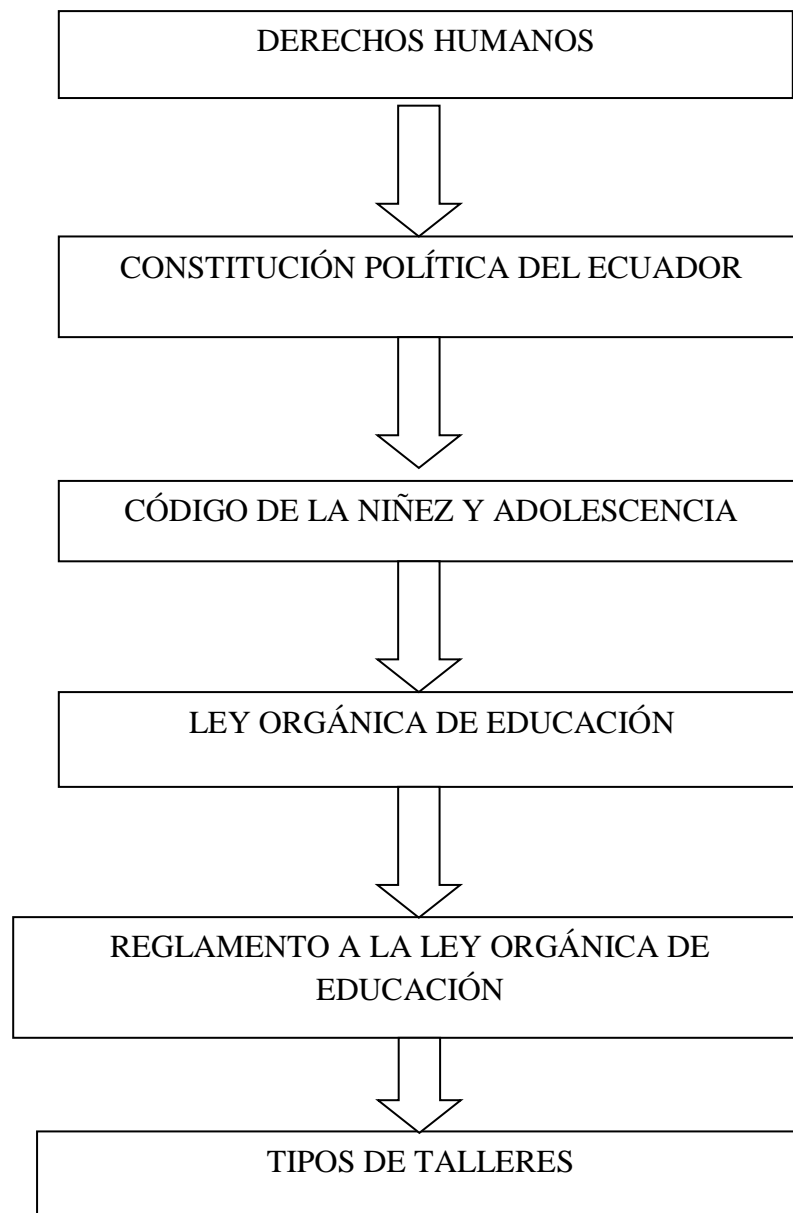 DERECHOS HUMANOS
CONSTITUCIÓN POLÍTICA DEL ECUADOR
CÓDIGO DE LA NIÑEZ Y ADOLESCENCIA
LEY ORGÁNICA DE EDUCACIÓN
REGLAMENTO A LA LEY ORGÁNICA DE
EDUCACIÓN
TIPOS DE TALLERES